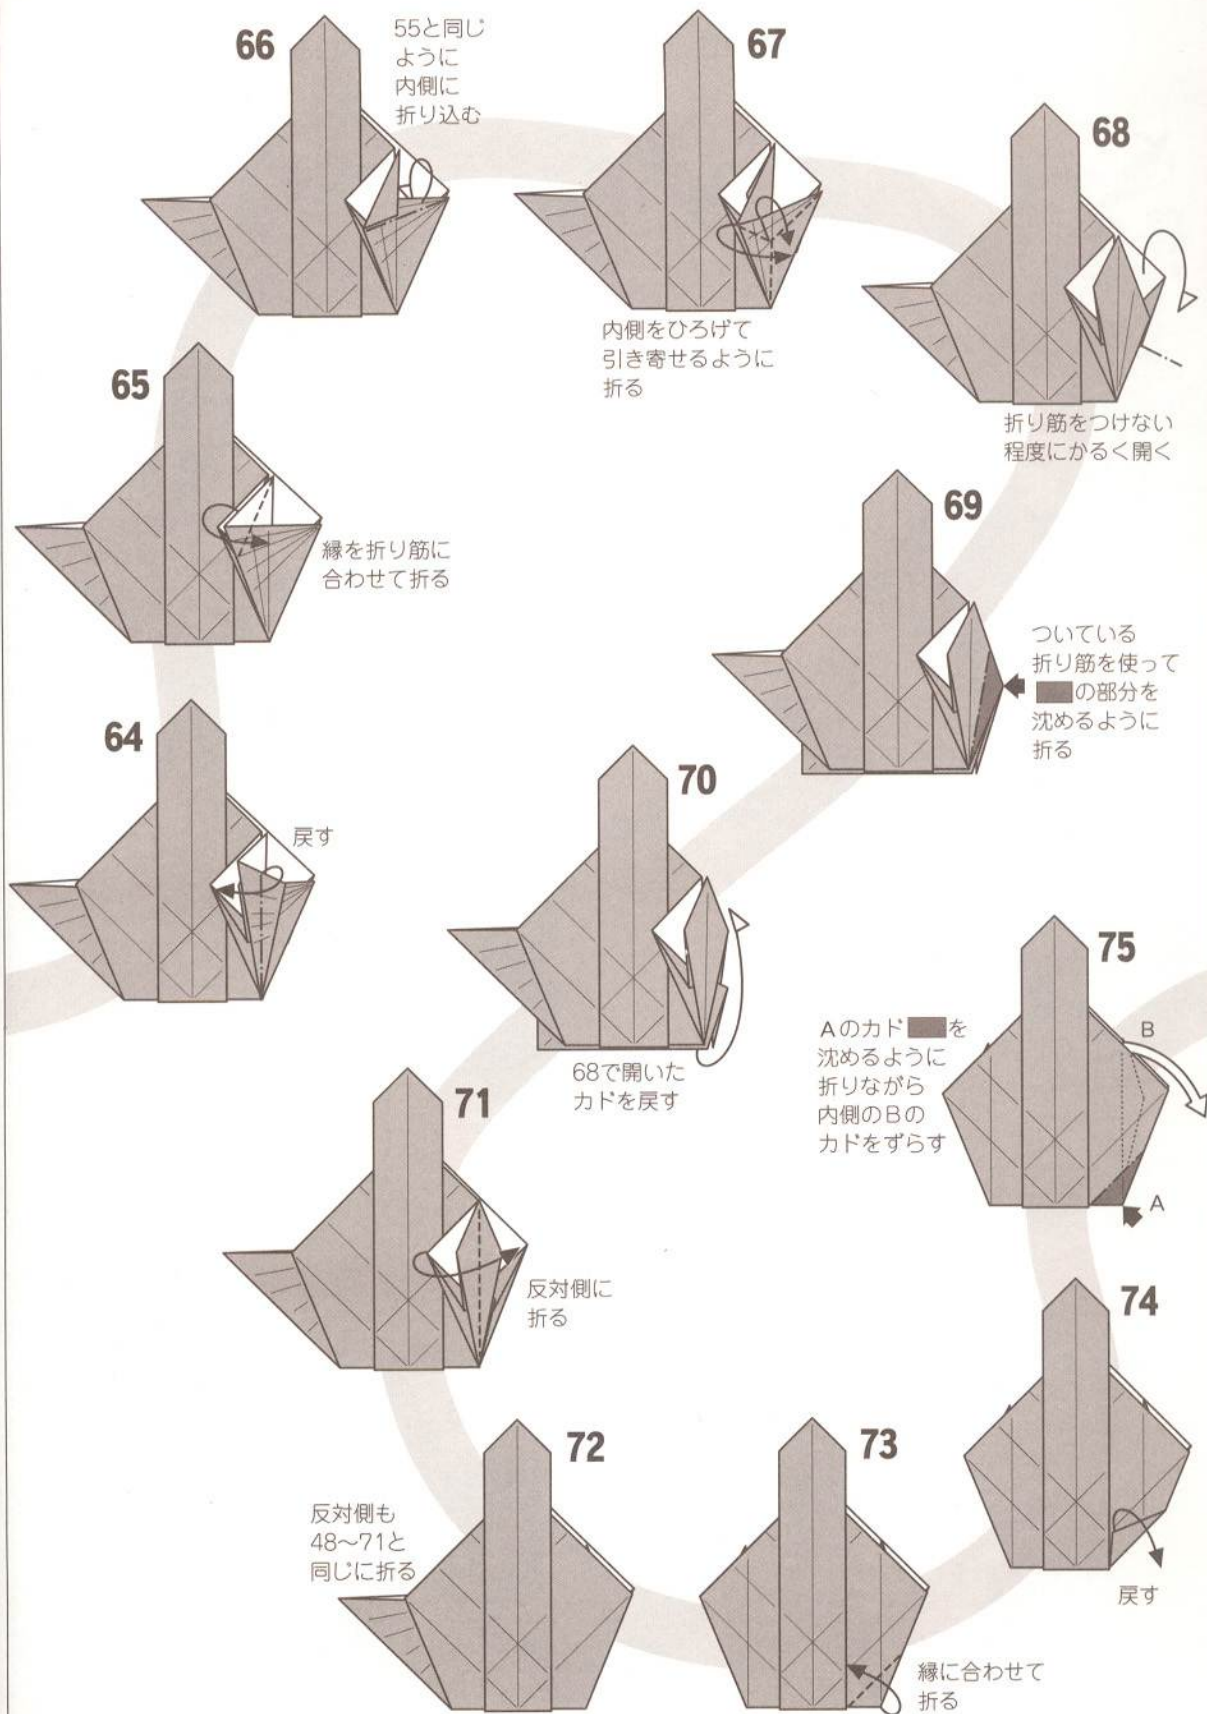 64
戻す
65
縁を折り筋に
合わせて折る
66
55と同じ
ように
内側に
折り込む
67
内側をひろげて
引き寄せるように
折る
68
折り筋をつけない
程度にかるく開く
69
ついている
折り筋を使って
の部分を
沈めるように
折る
70
68で開いた
カドを戻す
71
反対側に
折る
72
反対側も
48〜71と
同じに折る
73
縁に合わせて
折る
74
戻す
75
Aのカド を
沈めるように
折りながら
内側のBの
カドをずらす
B
A